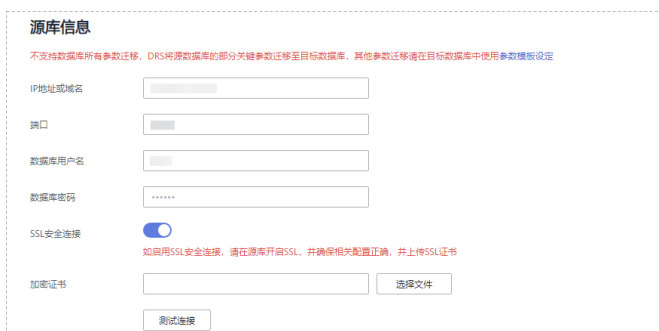 源库信息
不支持数据库所有参数迁移，DRS将源数据库的部分关键参数迁移至目标数据库，其他参数迁移请在目标数据库中使用参数模板设定
IP地址或域名
端口
数据库用户名
数据库密码 ······
SSL安全连接
如启用SSL安全连接，请在源库开启SSL，并确保相关配置正确，并上传SSL证书
加密证书 选择文件
测试连接